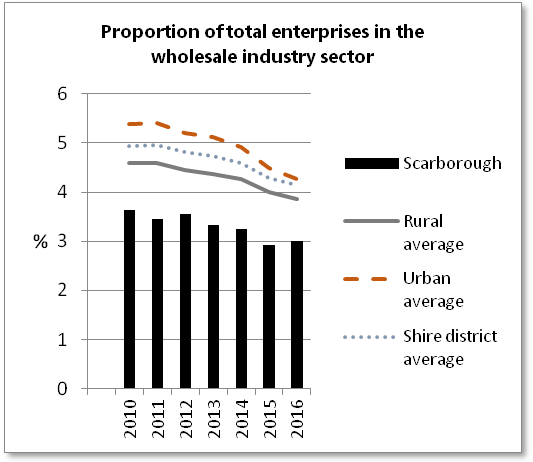 Proportion of total enterprises in the
wholesale industry sector
6
5
4
3
2
1
0
%
2010
2011
2012
2013
2014
2015
2016
Scarborough
Rural
average
Urban
average
Shire district
average